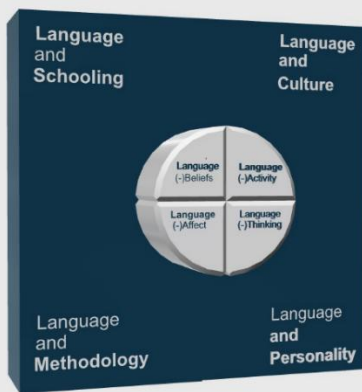 Language
and
Schooling
Language
and
Culture
Language
(-)Beliefs
Language
(-)Activity
Language
(-)Affect
Language
(-)Thinking
Language
and
Methodology
Language
and
Personality